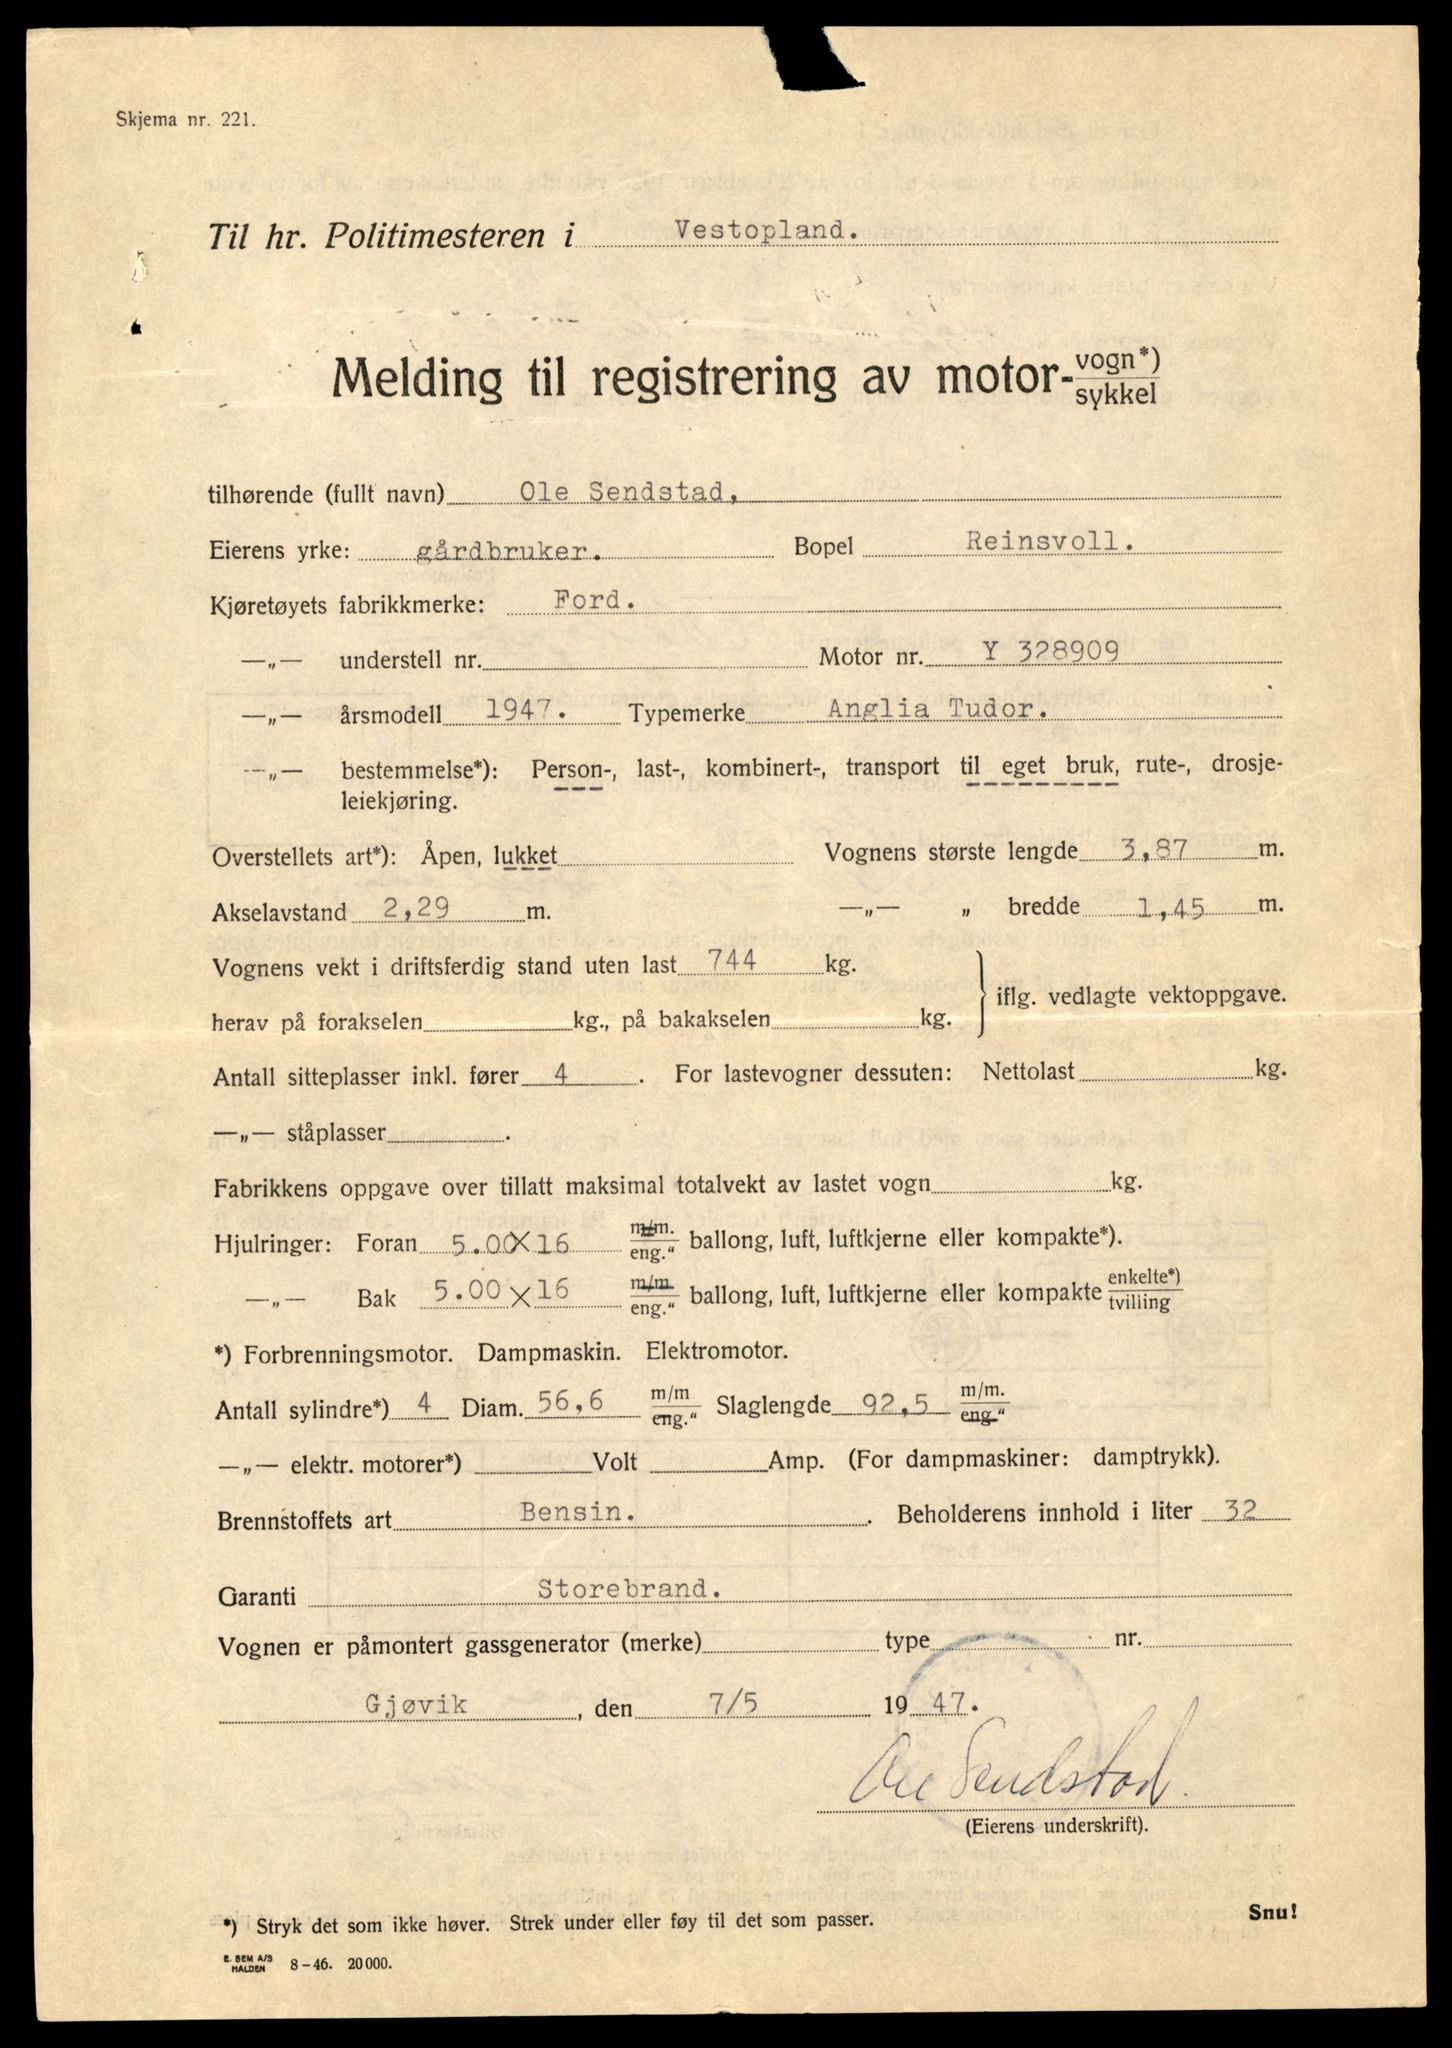 Skjema nr. 221.
Til hr. Politimesteren i Vestopland.
Melding til registrering av motor-vogn*)
sykkel
tilhørende (fullt navn) Ole Sendstad,
Eierens yrke: gårdbruker. Bopel Reinsvoll.
Kjøretøyets fabrikkmerke: Ford.
—„— understell nr. Motor nr. Y 328909
—„— årsmodell 1947. Typemerke Anglia Tudor.
—„— bestemmelse*): Person-, last-, kombinert-, transport til eget bruk, rute-, drosje-
leiekjøring.
Overstellets art*): Åpen, lukket Vognens største lengde 3,87 m.
Akselavstand 2,29 m. —„— „ bredde 1,45 m.
Vognens vekt i driftsferdig stand uten last 744 kg.
iflg. vedlagte vektoppgave.
herav på forakselen kg., på bakakselen kg.
Antall sitteplasser inkl. fører 4 . For lastevogner dessuten: Nettolast kg.
—„— ståplasser .
Fabrikkens oppgave over tillatt maksimal totalvekt av lastet vogn kg.
Hjulringer: Foran 5.00X16 m/m. eng.“ ballong, luft, luftkjerne eller kompakte*).
—„— Bak 5.00X16 m/m eng.“ ballong, luft, luftkjerne eller kompakte enkelte*) tvilling
*) Forbrenningsmotor. Dampmaskin. Elektromotor.
Antall sylindre*) 4 Diam. 56,6 m/m eng.“ Slaglengde 92,5 m/m. eng.“
—„— elektr. motorer*) Volt Amp. (For dampmaskiner: damptrykk).
Brennstoffets art Bensin. . Beholderens innhold i liter 32
Garanti Storebrand.
Vognen er påmontert gassgenerator (merke) type nr.
Gjøvik , den 7/5 19 47.
Ole Sendstad.
(Eierens underskrift).
*) Stryk det som ikke høver. Strek under eller føy til det som passer.
Snu!
E. SEM A/S
HALDEN 8-46. 20000.